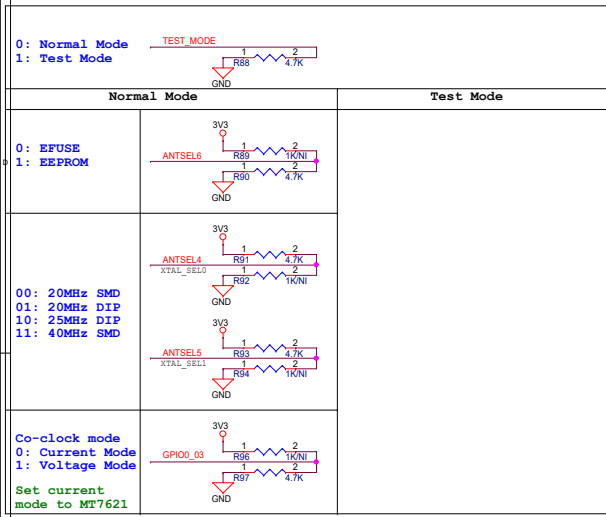 0: Normal Mode
1: Test Mode
TEST_MODE
1 2
R88 4.7K
GND
Normal Mode
Test Mode
0: EFUSE
1: EEPROM
3V3
1 2
ANTSEL6
R89 1K/NI
1 2
R90 4.7K
GND
00: 20MHz SMD
01: 20MHz DIP
10: 25MHz DIP
11: 40MHz SMD
3V3
1 2
ANTSEL4
R91 4.7K
XTAL_SEL0
1 2
R92 1K/NI
GND
3V3
1 2
ANTSEL5
R93 4.7K
XTAL_SEL1
1 2
R94 1K/NI
GND
Co-clock mode
0: Current Mode
1: Voltage Mode
Set current
mode to MT7621
3V3
1 2
GPIO0_03
R96 1K/NI
1 2
R97 4.7K
GND